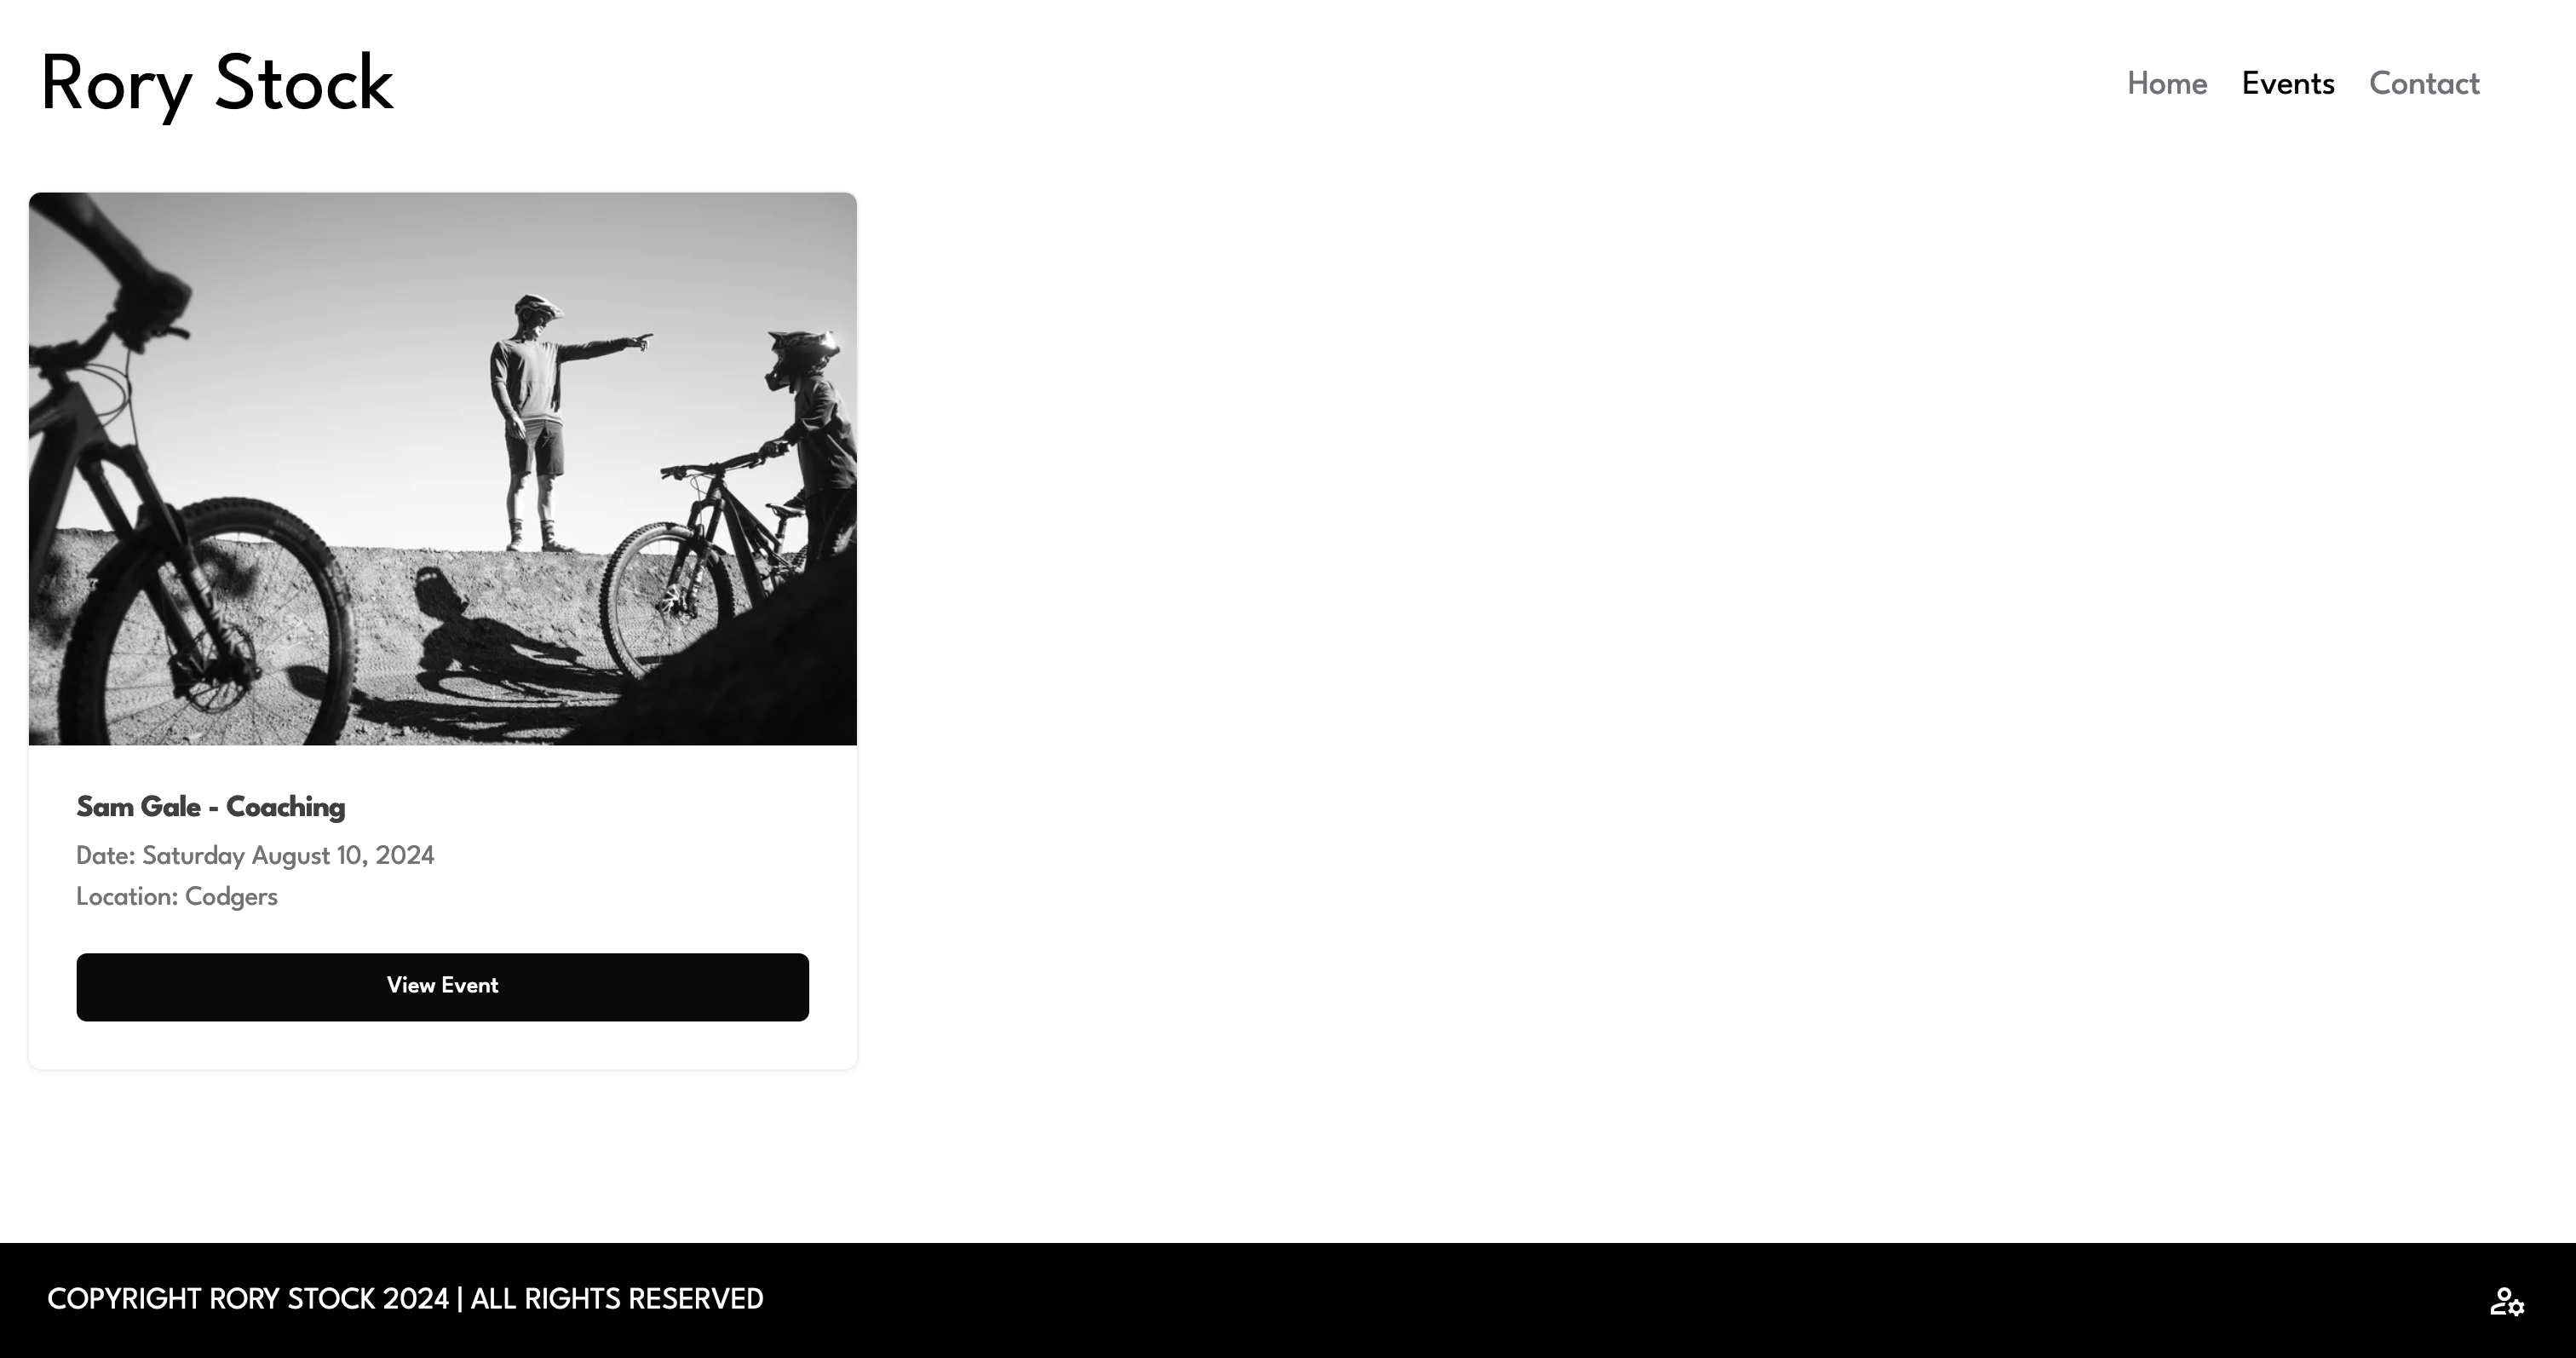 Rory Stock
Home Events Contact
Sam Gale - Coaching
Date: Saturday August 10, 2024
Location: Codgers
View Event
COPYRIGHT RORY STOCK 2024 | ALL RIGHTS RESERVED